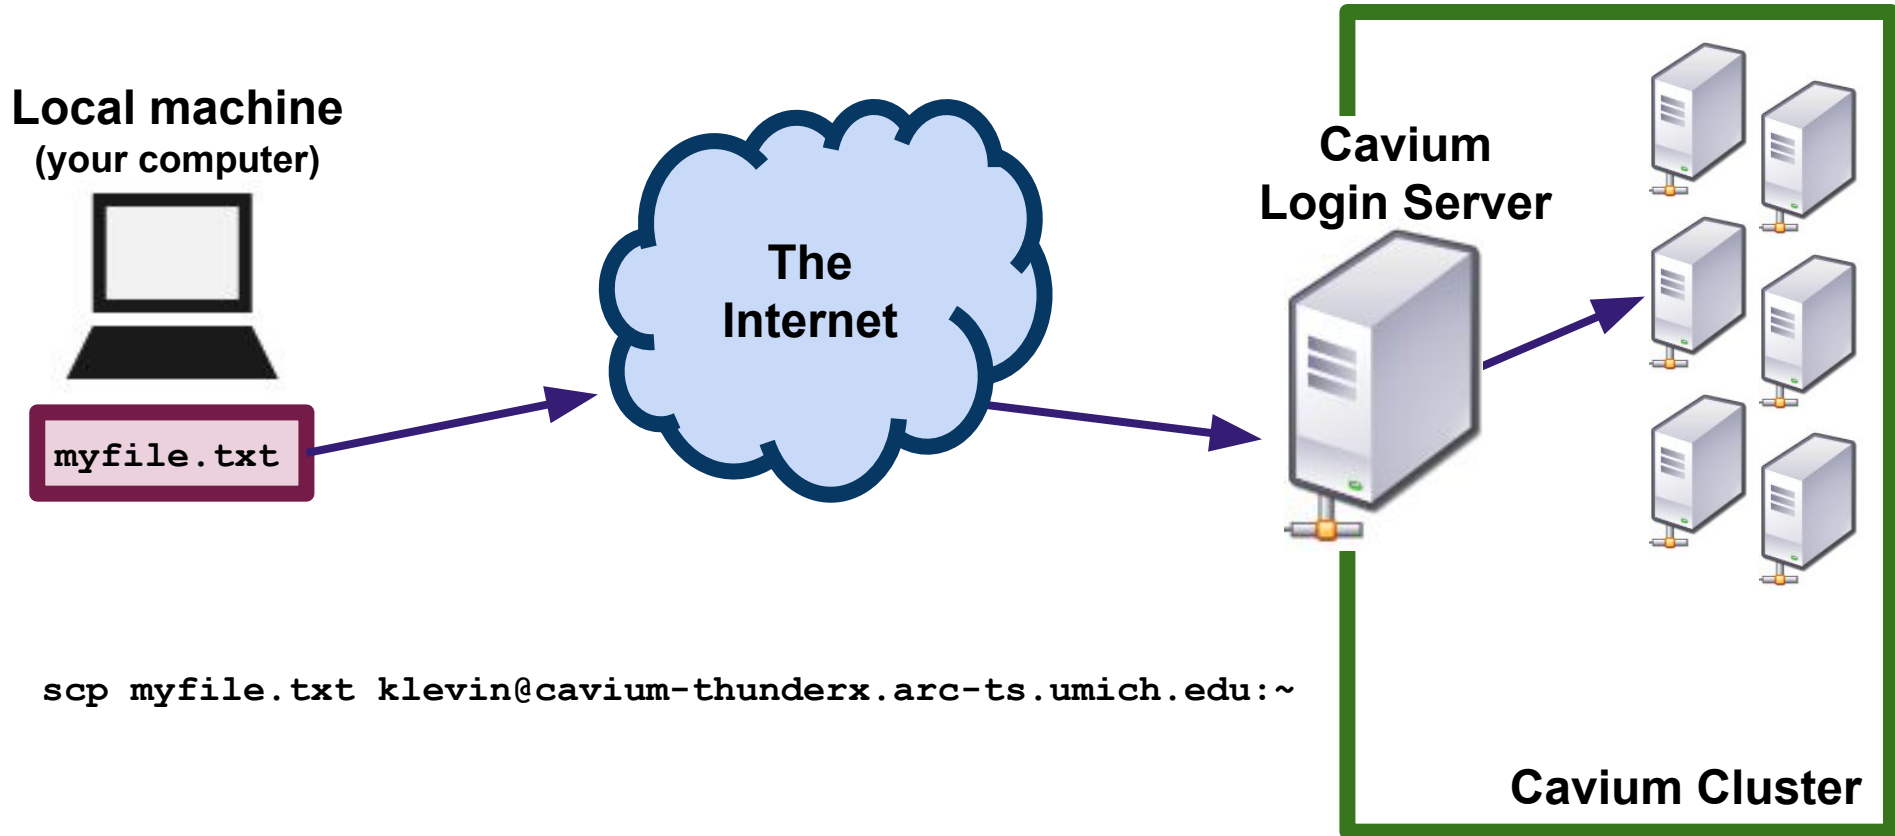 Local machine
(your computer)
myfile.txt
The
Internet
Cavium
Login Server
scp myfile.txt klevin@cavium-thunderx.arc-ts.umich.edu:~
Cavium Cluster